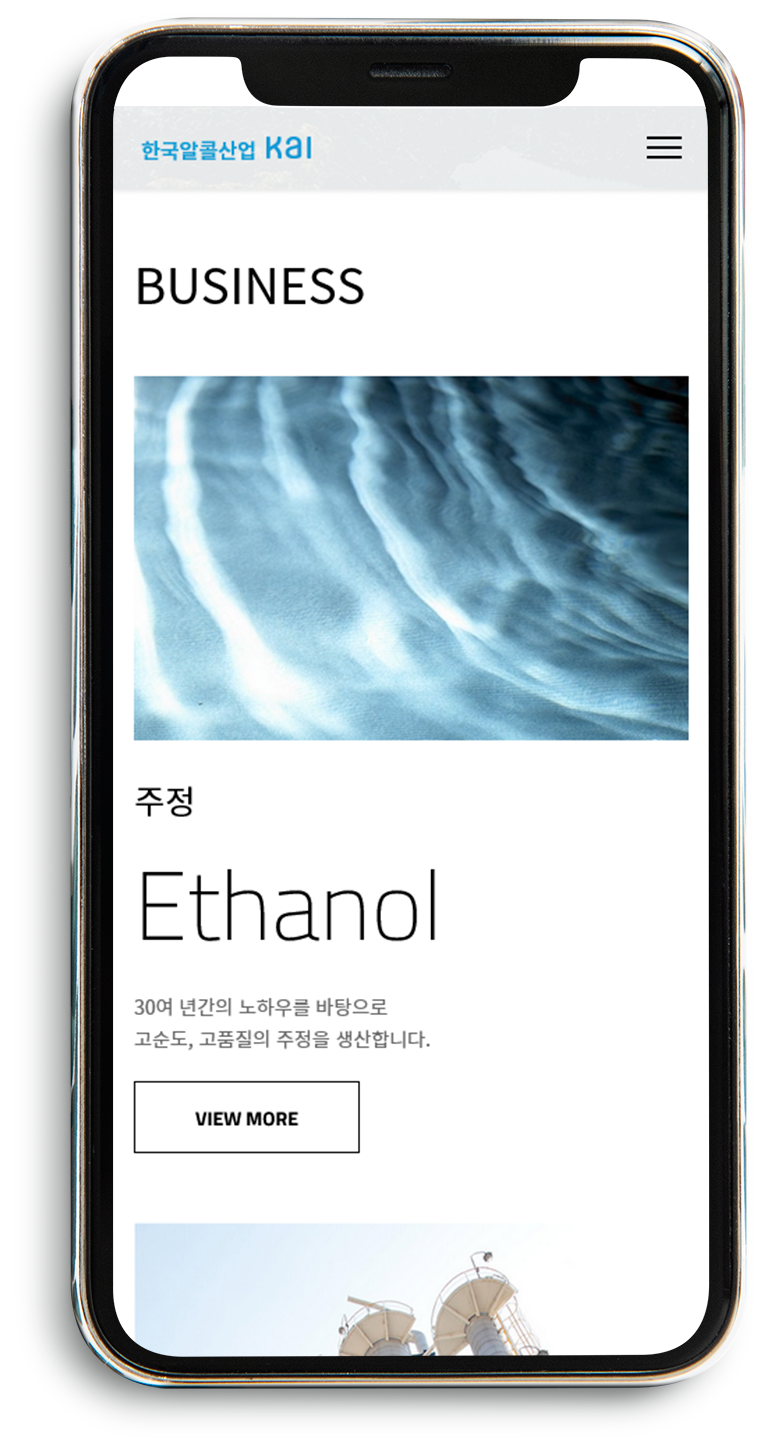 한국알콜산업 KAI
BUSINESS
주정
Ethanol
30여 년간의 노하우를 바탕으로
고순도, 고품질의 주정을 생산합니다.
VIEW MORE